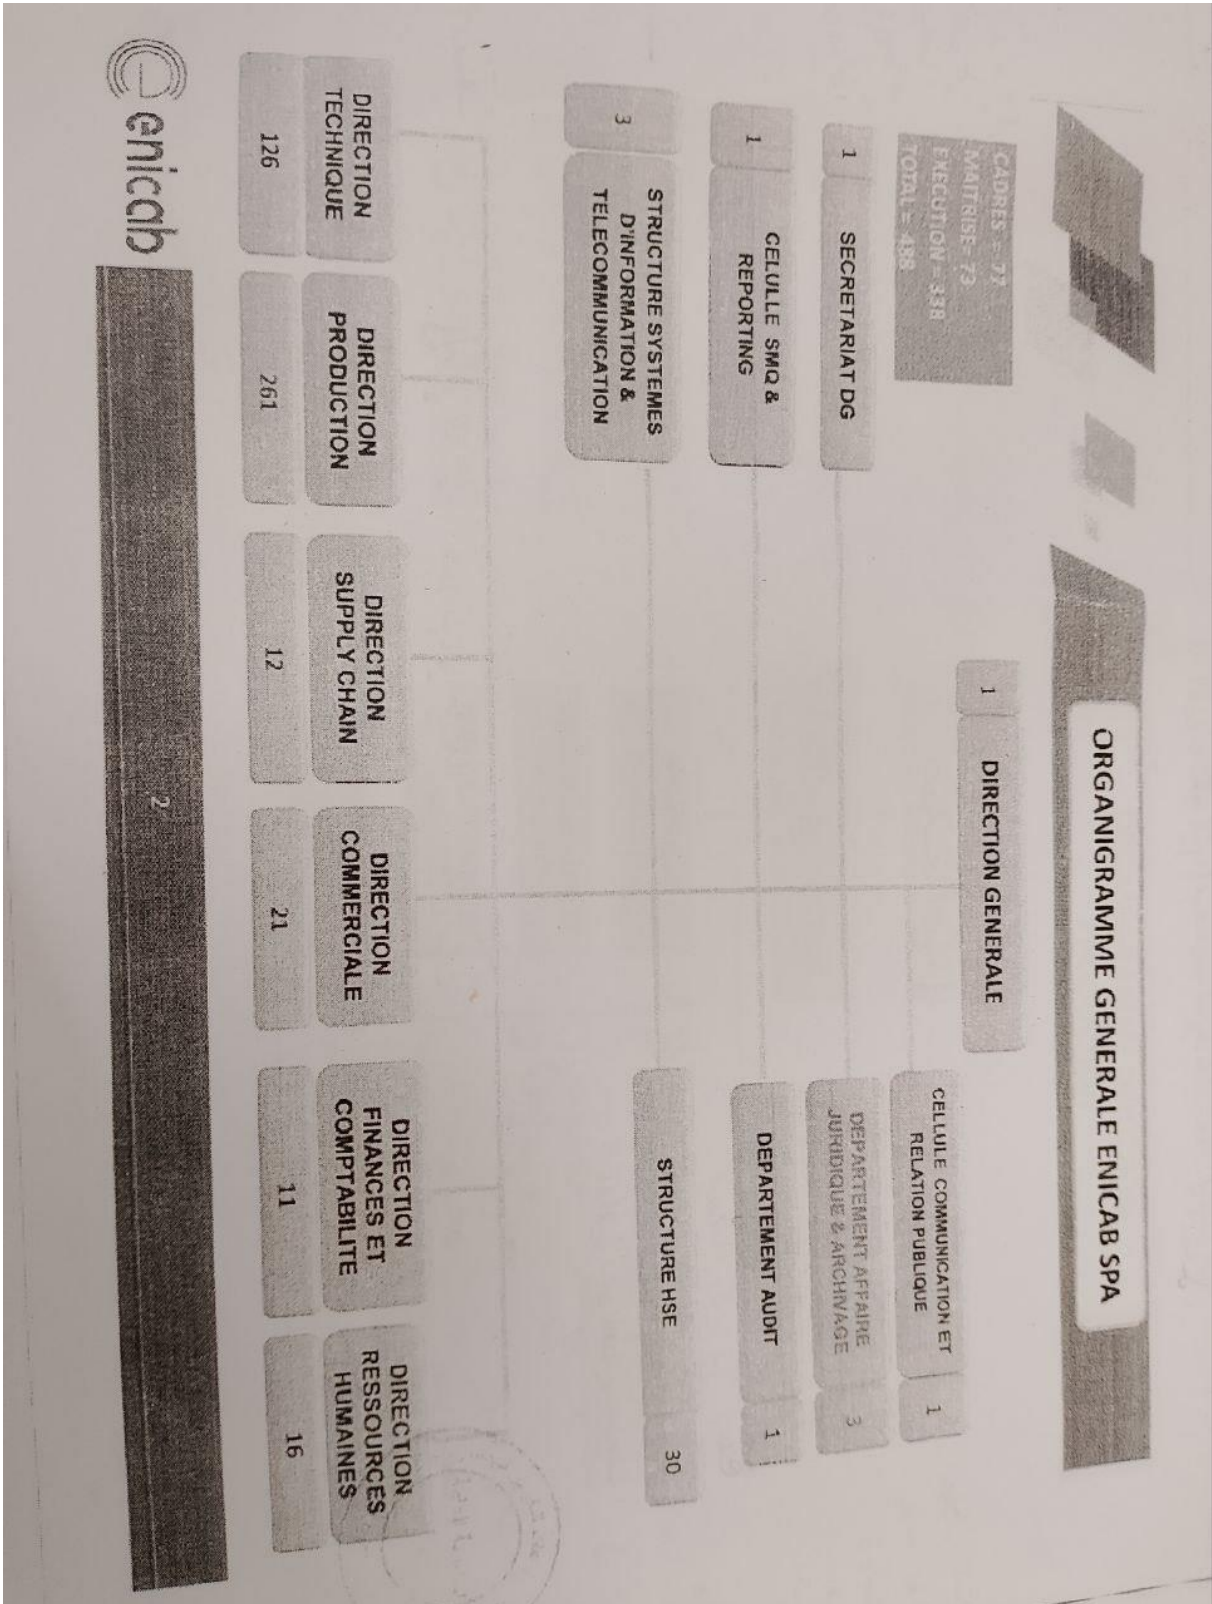 ORGANIGRAMME GENERALE ENICAB SPA
CADRES = 77
MAITRISE= 73
EXECUTION = 338
TOTAL = 488
1
DIRECTION GENERALE
1
SECRETARIAT DG
1
CELULLE SMQ &
REPORTING
3
STRUCTURE SYSTEMES
D'INFORMATION &
TELECOMMUNICATION
CELLULE COMMUNICATION ET
RELATION PUBLIQUE
1
DEPARTEMENT AFFAIRE
JURIDIQUE & ARCHIVAGE
3
DEPARTEMENT AUDIT
1
STRUCTURE HSE
30
DIRECTION
TECHNIQUE
126
DIRECTION
PRODUCTION
261
DIRECTION
SUPPLY CHAIN
12
DIRECTION
COMMERCIALE
21
DIRECTION
FINANCES ET
COMPTABILITE
11
DIRECTION
RESSOURCES
HUMAINES
16
enicab
2